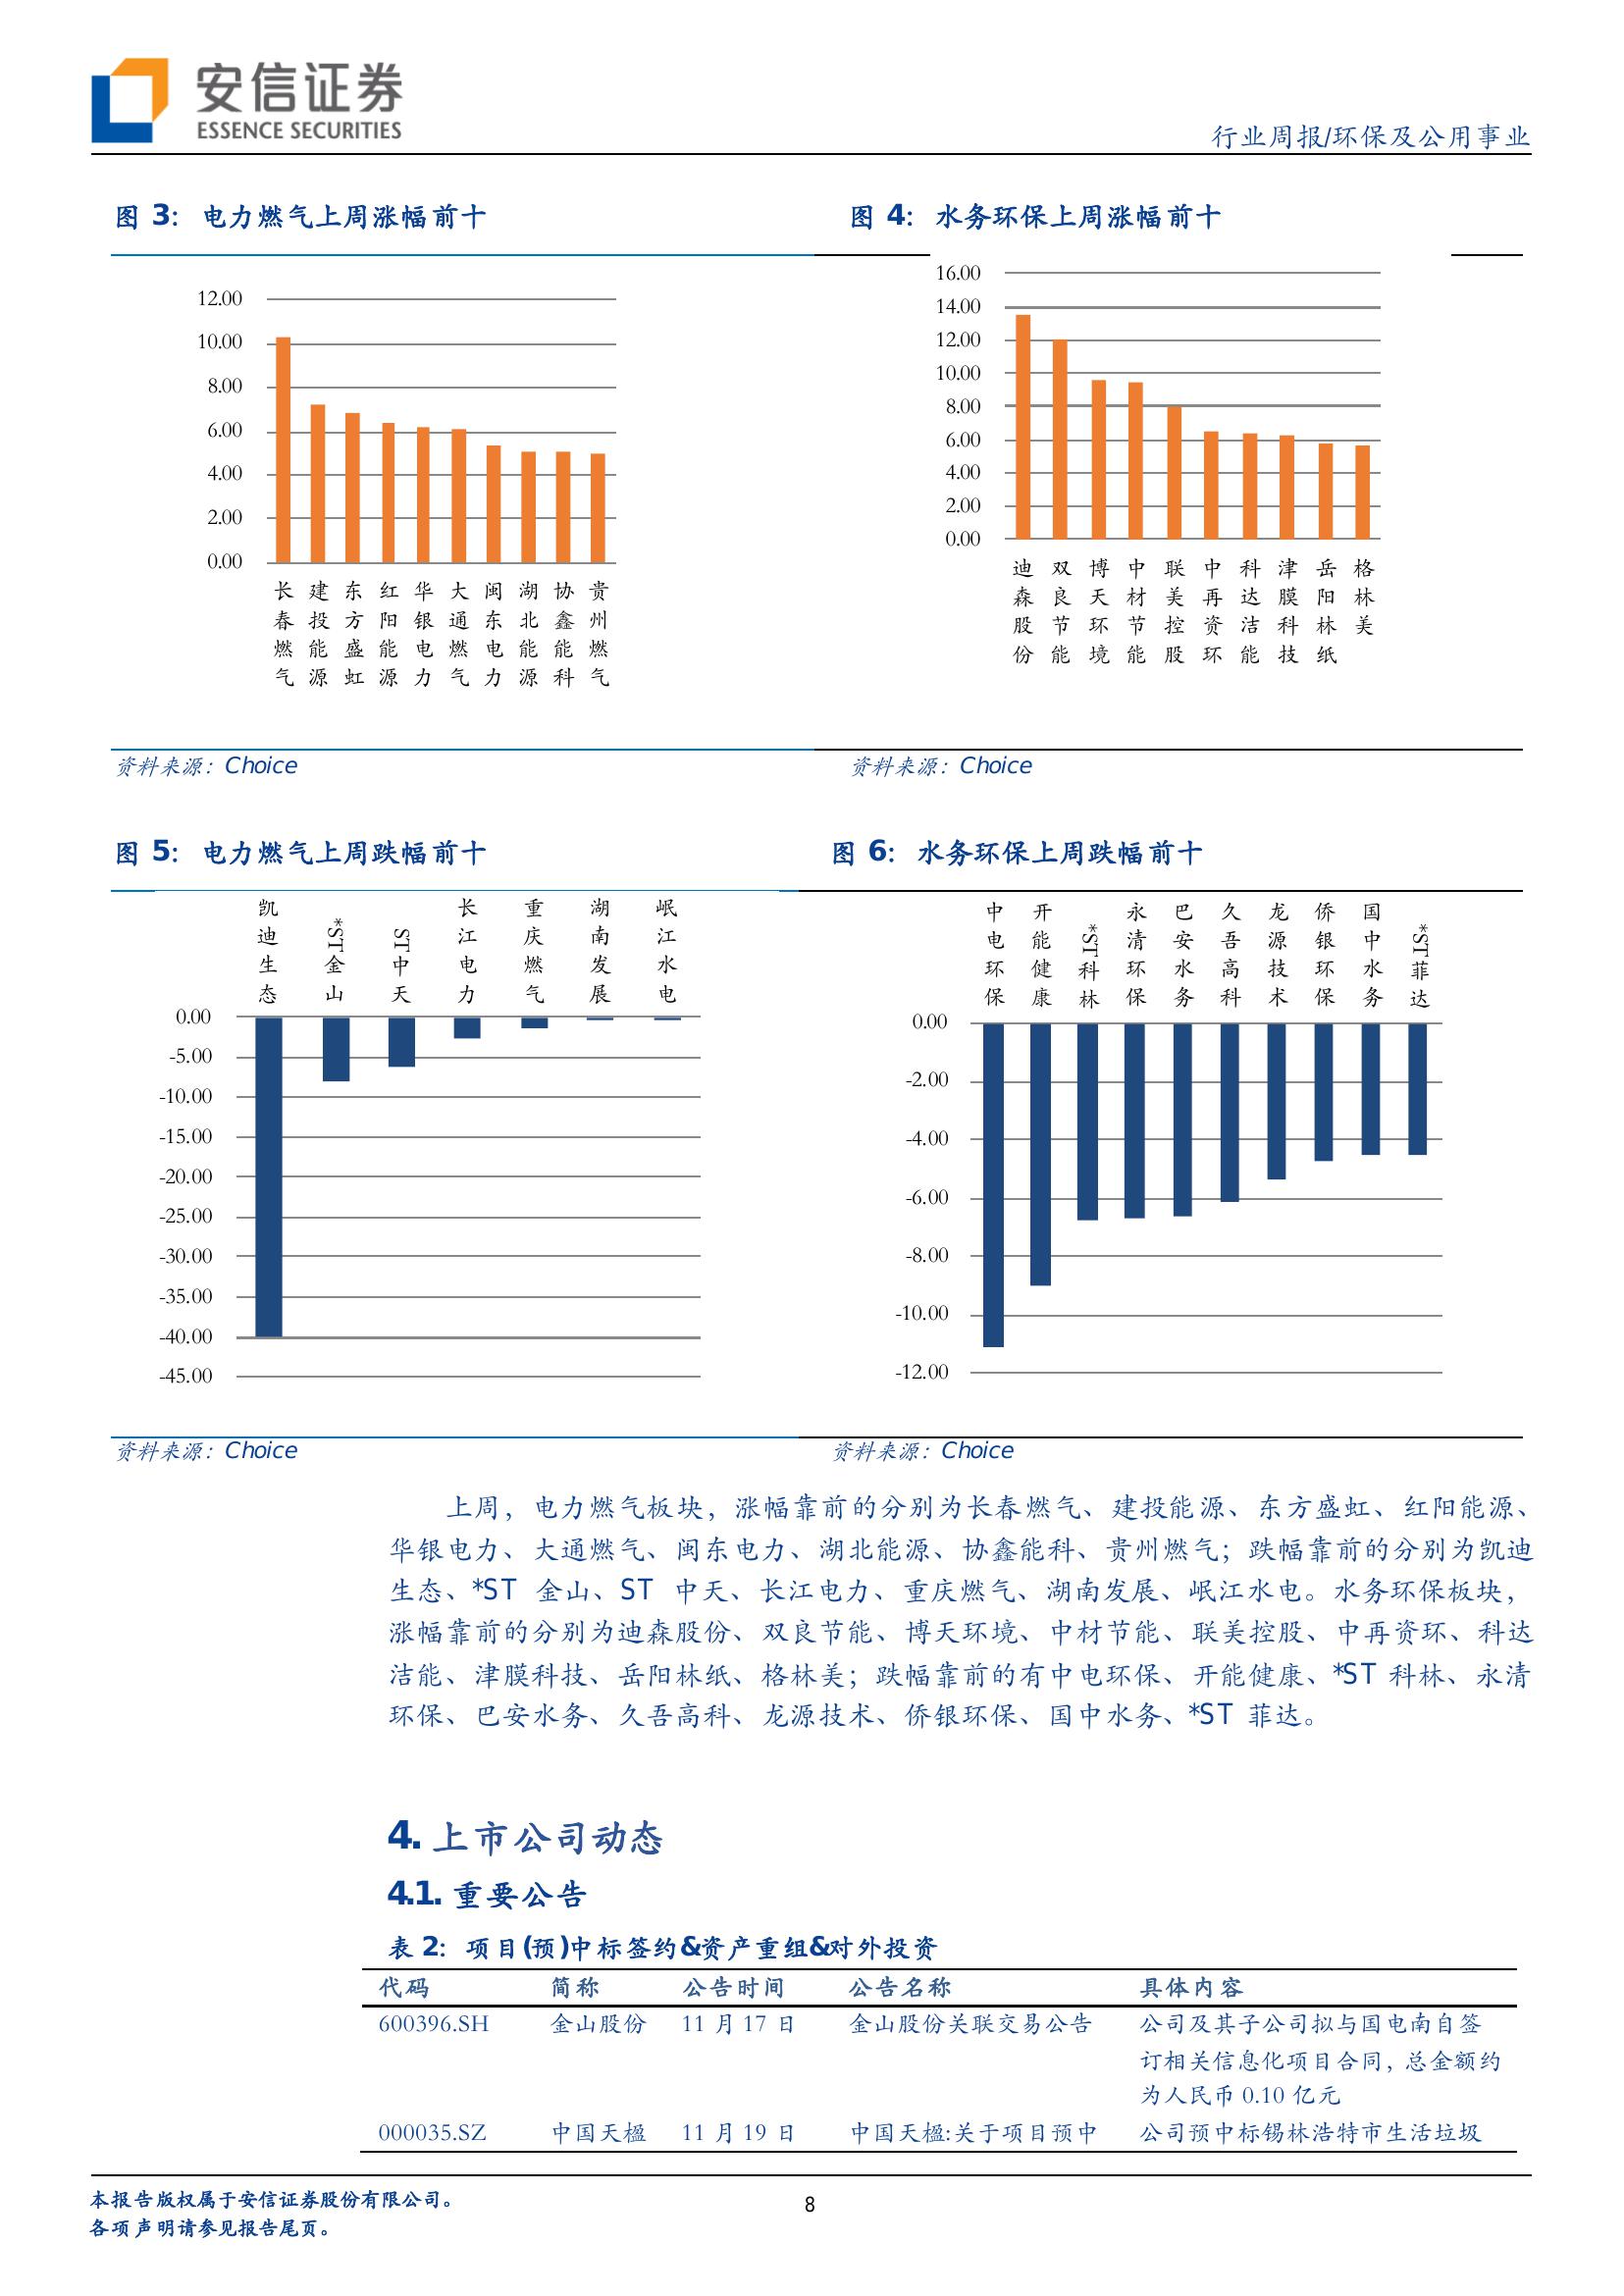 安信证券
ESSENCE SECURITIES
行业周报/环保及公用事业
图 3：电力燃气上周涨幅前十
12.00
10.00
8.00
6.00
4.00
2.00
0.00
长春燃气
建投能源
东方盛虹
红阳能源
华银电力
大通燃气
闽东电力
湖北能源
协鑫能科
贵州燃气
资料来源：Choice
图 4：水务环保上周涨幅前十
16.00
14.00
12.00
10.00
8.00
6.00
4.00
2.00
0.00
迪森股份
双良节能
博天环境
中材节能
联美控股
中再资环
科达洁能
津膜科技
岳阳林纸
格林美
资料来源：Choice
图 5：电力燃气上周跌幅前十
凯迪生态
*ST金山
ST中天
长江电力
重庆燃气
湖南发展
岷江水电
0.00
-5.00
-10.00
-15.00
-20.00
-25.00
-30.00
-35.00
-40.00
-45.00
资料来源：Choice
图 6：水务环保上周跌幅前十
中电环保
开能健康
*ST科林
永清环保
巴安水务
久吾高科
龙源技术
侨银环保
国中水务
*ST菲达
0.00
-2.00
-4.00
-6.00
-8.00
-10.00
-12.00
资料来源：Choice
上周，电力燃气板块，涨幅靠前的分别为长春燃气、建投能源、东方盛虹、红阳能源、
华银电力、大通燃气、闽东电力、湖北能源、协鑫能科、贵州燃气；跌幅靠前的分别为凯迪
生态、*ST 金山、ST 中天、长江电力、重庆燃气、湖南发展、岷江水电。水务环保板块，
涨幅靠前的分别为迪森股份、双良节能、博天环境、中材节能、联美控股、中再资环、科达
洁能、津膜科技、岳阳林纸、格林美；跌幅靠前的有中电环保、开能健康、*ST 科林、永清
环保、巴安水务、久吾高科、龙源技术、侨银环保、国中水务、*ST 菲达。
4. 上市公司动态
4.1. 重要公告
表 2：项目(预)中标签约&资产重组&对外投资
代码 简称 公告时间 公告名称 具体内容
600396.SH 金山股份 11 月 17 日 金山股份关联交易公告 公司及其子公司拟与国电南自签
订相关信息化项目合同，总金额约
为人民币 0.10 亿元
000035.SZ 中国天楹 11 月 19 日 中国天楹:关于项目预中 公司预中标锡林浩特市生活垃圾
本报告版权属于安信证券股份有限公司。
各项声明请参见报告尾页。
8